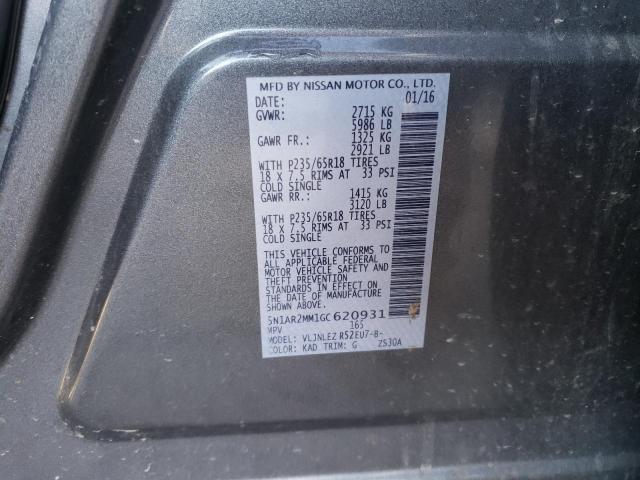 MFD BY NISSAN MOTOR CO., LTD.
DATE: 01/16
GVWR: 2715 KG
5986 LB
GAWR FR.: 1325 KG
2921 LB
WITH P235/65R18 TIRES
18 X 7.5 RIMS AT 33 PSI
COLD SINGLE
GAWR RR.: 1415 KG
3120 LB
WITH P235/65R18 TIRES
18 X 7.5 RIMS AT 33 PSI
COLD SINGLE
THIS VEHICLE CONFORMS TO
ALL APPLICABLE FEDERAL
MOTOR VEHICLE SAFETY AND
THEFT PREVENTION
STANDARDS IN EFFECT ON
THE DATE OF MANUFACTURE
SHOWN ABOVE.
5N1AR2MM1GC620931
MPV 165
MODEL: VLJNLEZ R52EU7-B-
COLOR: KAD TRIM: G ZS30A